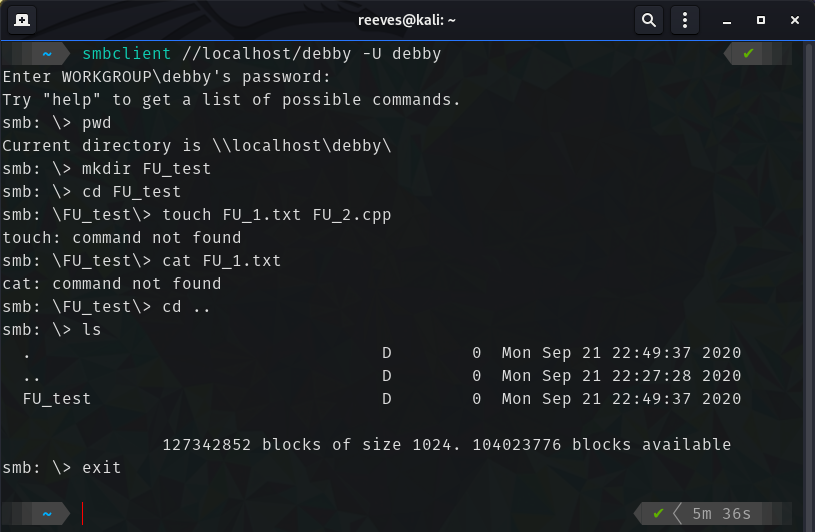 reeves@kali: ~
~ smbclient //localhost/debby -U debby ✔
Enter WORKGROUP\debby's password:
Try "help" to get a list of possible commands.
smb: \> pwd
Current directory is \\localhost\debby\
smb: \> mkdir FU_test
smb: \> cd FU_test
smb: \FU_test\> touch FU_1.txt FU_2.cpp
touch: command not found
smb: \FU_test\> cat FU_1.txt
cat: command not found
smb: \FU_test\> cd ..
smb: \> ls
. D 0 Mon Sep 21 22:49:37 2020
.. D 0 Mon Sep 21 22:27:28 2020
FU_test D 0 Mon Sep 21 22:49:37 2020
127342852 blocks of size 1024. 104023776 blocks available
smb: \> exit
~ ✔ 5m 36s